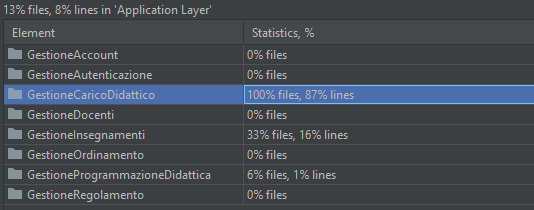 13% files, 8% lines in 'Application Layer'
Element Statistics, %
GestioneAccount 0% files
GestioneAutenticazione 0% files
GestioneCaricoDidattico 100% files, 87% lines
GestioneDocenti 0% files
GestioneInsegnamenti 33% files, 16% lines
GestioneOrdinamento 0% files
GestioneProgrammazioneDidattica 6% files, 1% lines
GestioneRegolamento 0% files